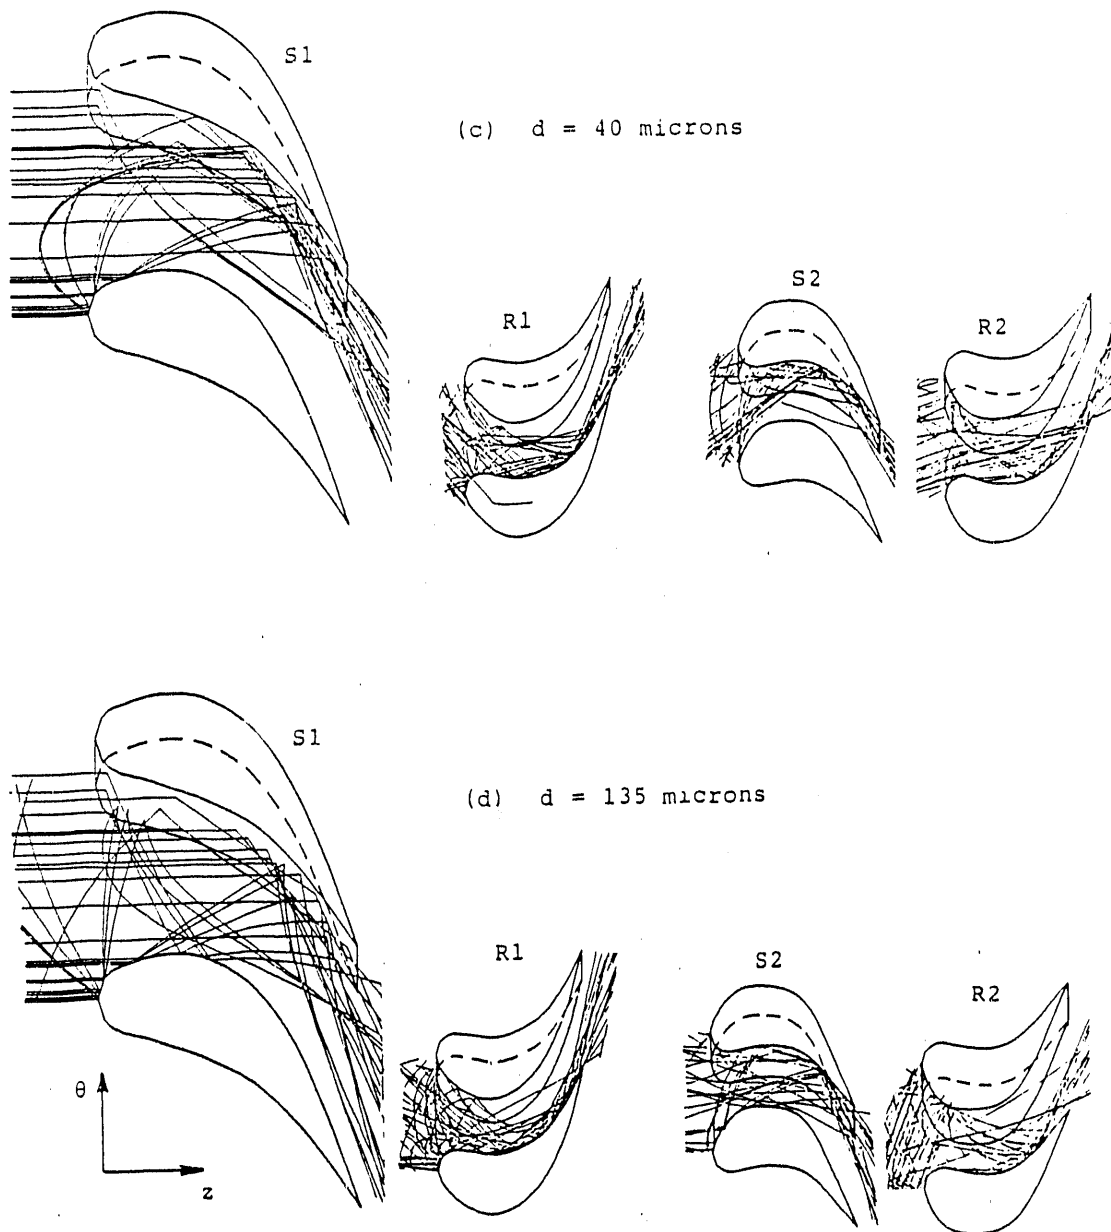 S1
(c) d = 40 microns
R1
S2
R2
S1
(d) d = 135 microns
R1
S2
R2
θ
z